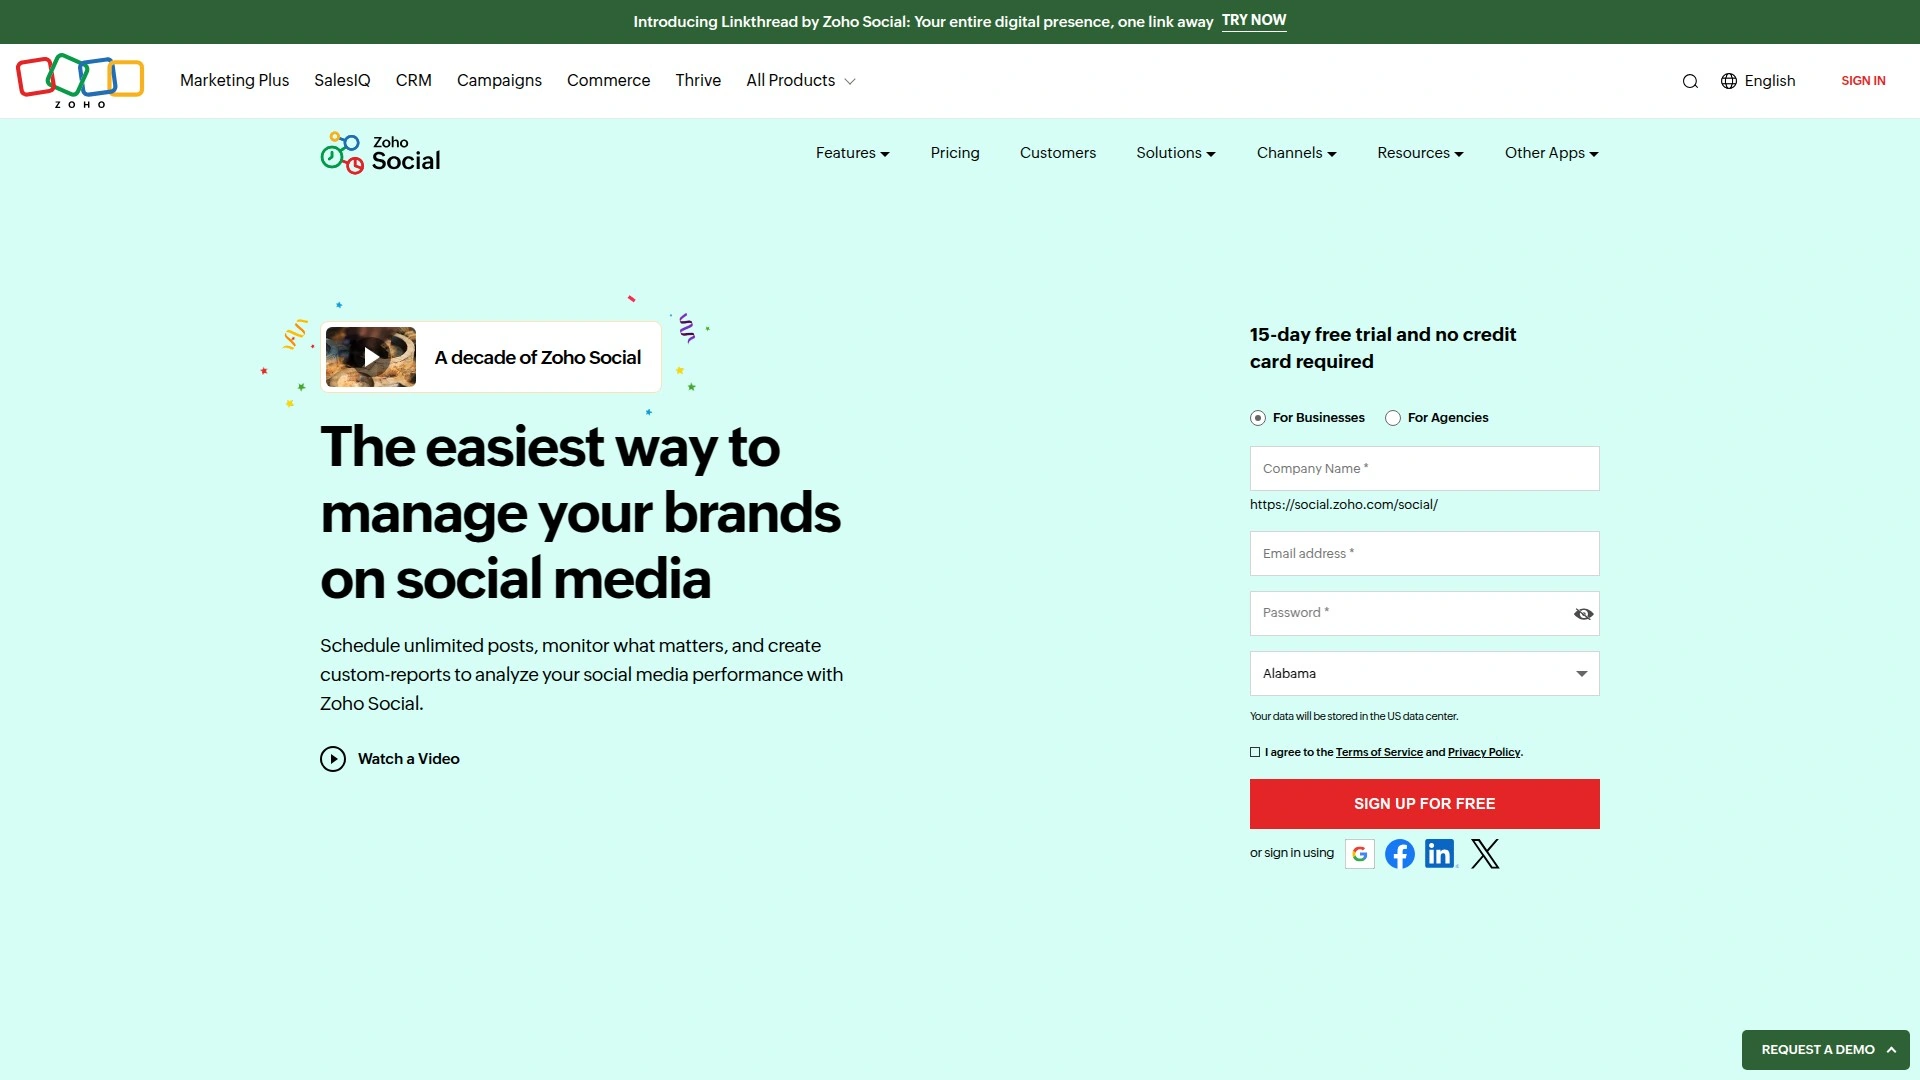 Introducing Linkthread by Zoho Social: Your entire digital presence, one link away TRY NOW
ZOHO
Marketing Plus SalesIQ CRM Campaigns Commerce Thrive All Products
English
SIGN IN
Zoho
Social
Features Pricing Customers Solutions Channels Resources Other Apps
A decade of Zoho Social
The easiest way to
manage your brands
on social media
Schedule unlimited posts, monitor what matters, and create
custom-reports to analyze your social media performance with
Zoho Social.
Watch a Video
15-day free trial and no credit
card required
For Businesses For Agencies
Company Name *
https://social.zoho.com/social/
Email address *
Password *
Alabama
Your data will be stored in the US data center.
I agree to the Terms of Service and Privacy Policy.
SIGN UP FOR FREE
or sign in using
REQUEST A DEMO